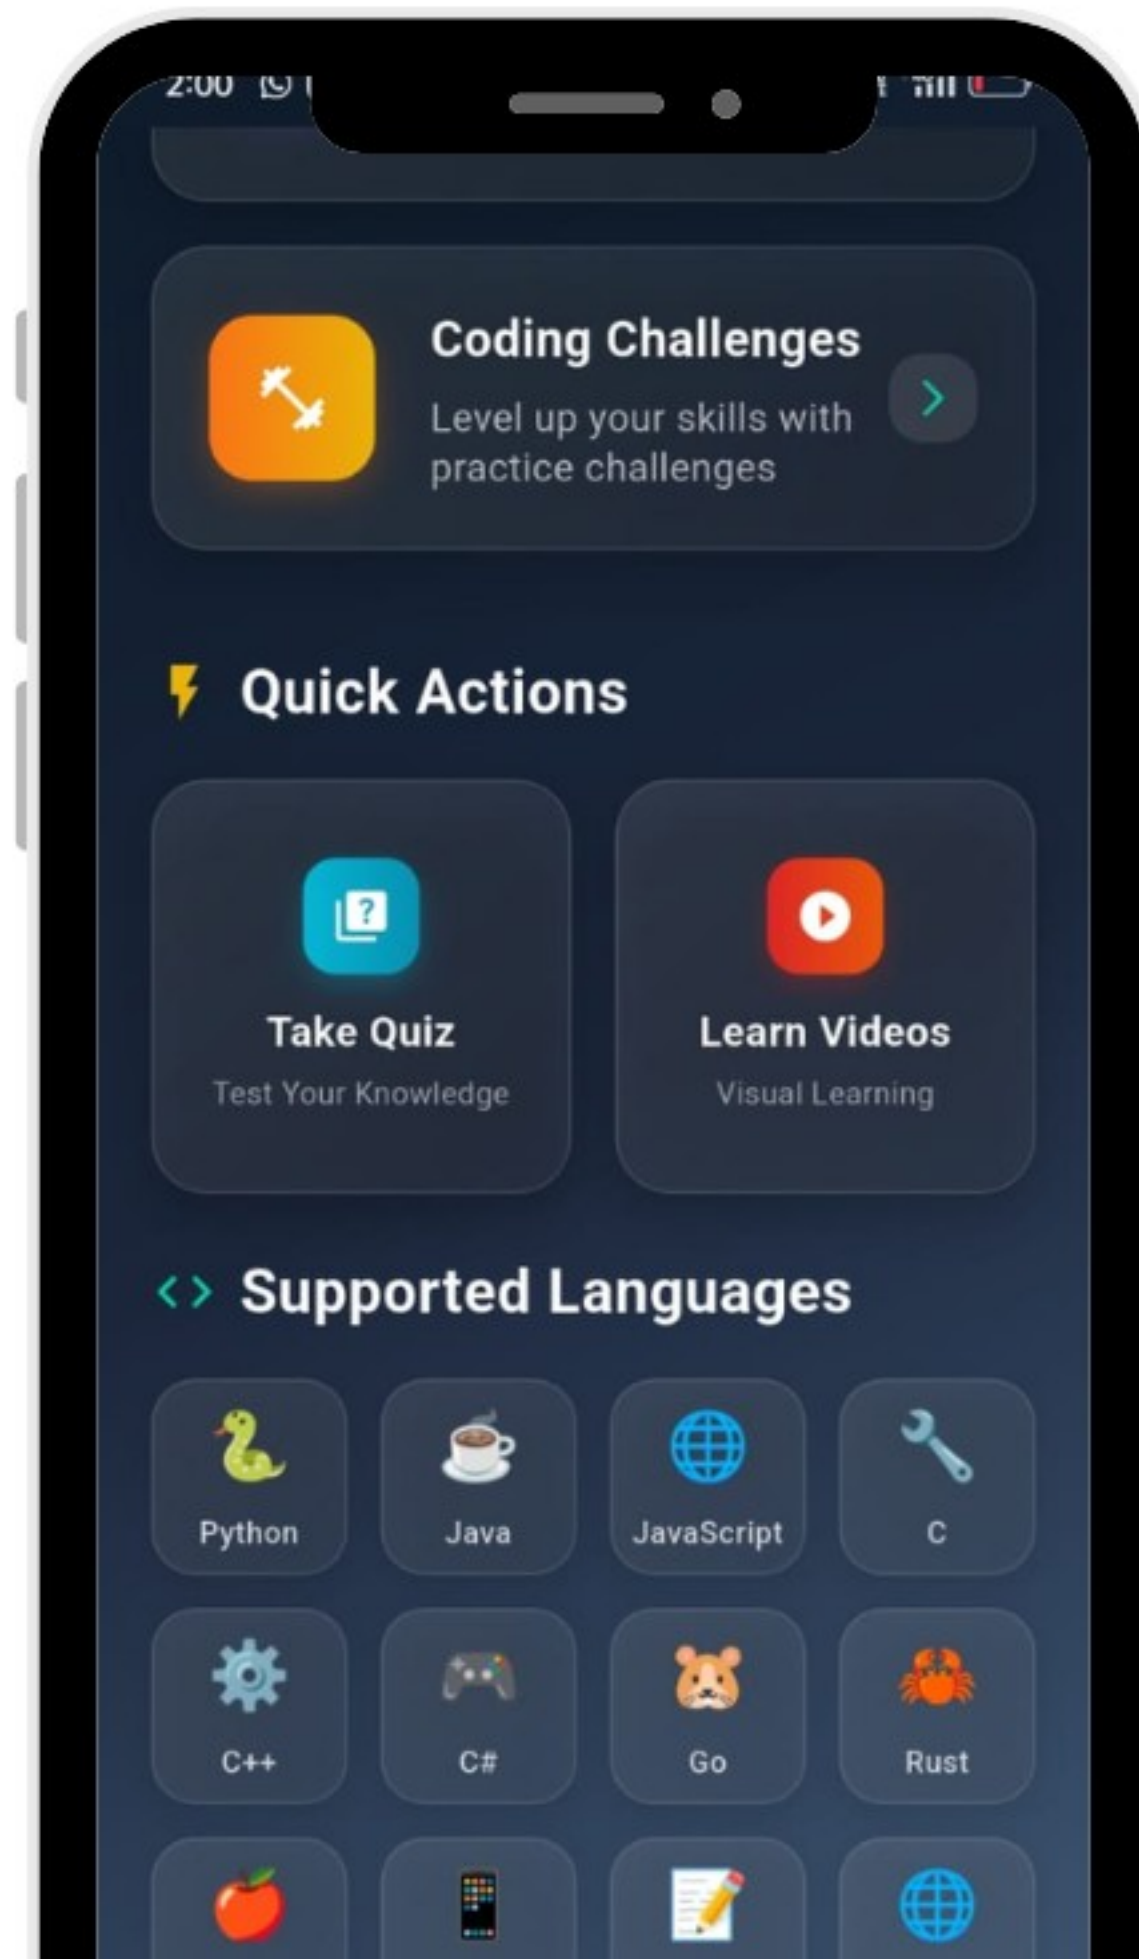 2:00
Coding Challenges
Level up your skills with
practice challenges
Quick Actions
Take Quiz
Learn Videos
Test Your Knowledge
Visual Learning
Supported Languages
Python
Java
JavaScript
C
C++
C#
Go
Rust